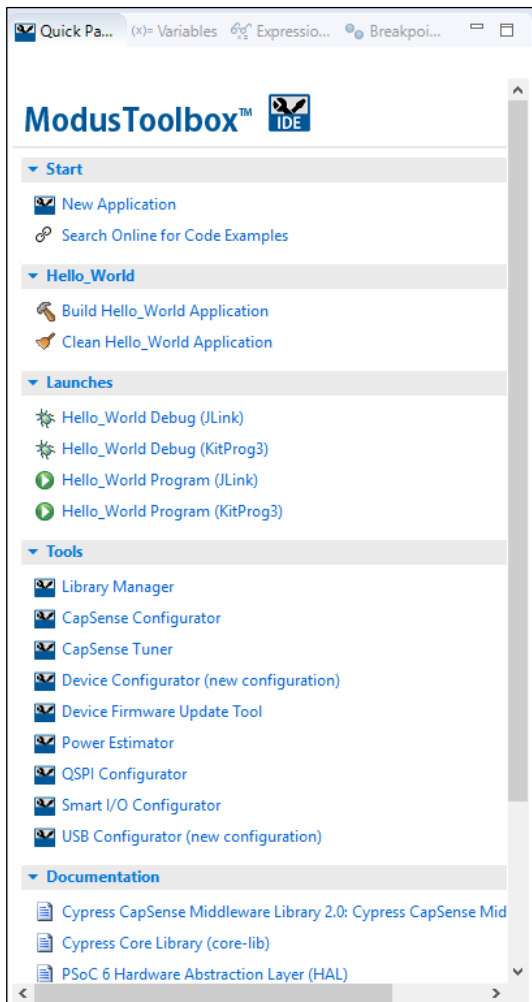 Quick Pa... (x)= Variables Expressio... Breakpoi...
ModusToolbox™ IDE
Start
New Application
Search Online for Code Examples
Hello_World
Build Hello_World Application
Clean Hello_World Application
Launches
Hello_World Debug (JLink)
Hello_World Debug (KitProg3)
Hello_World Program (JLink)
Hello_World Program (KitProg3)
Tools
Library Manager
CapSense Configurator
CapSense Tuner
Device Configurator (new configuration)
Device Firmware Update Tool
Power Estimator
QSPI Configurator
Smart I/O Configurator
USB Configurator (new configuration)
Documentation
Cypress CapSense Middleware Library 2.0: Cypress CapSense Mid
Cypress Core Library (core-lib)
PSoC 6 Hardware Abstraction Layer (HAL)